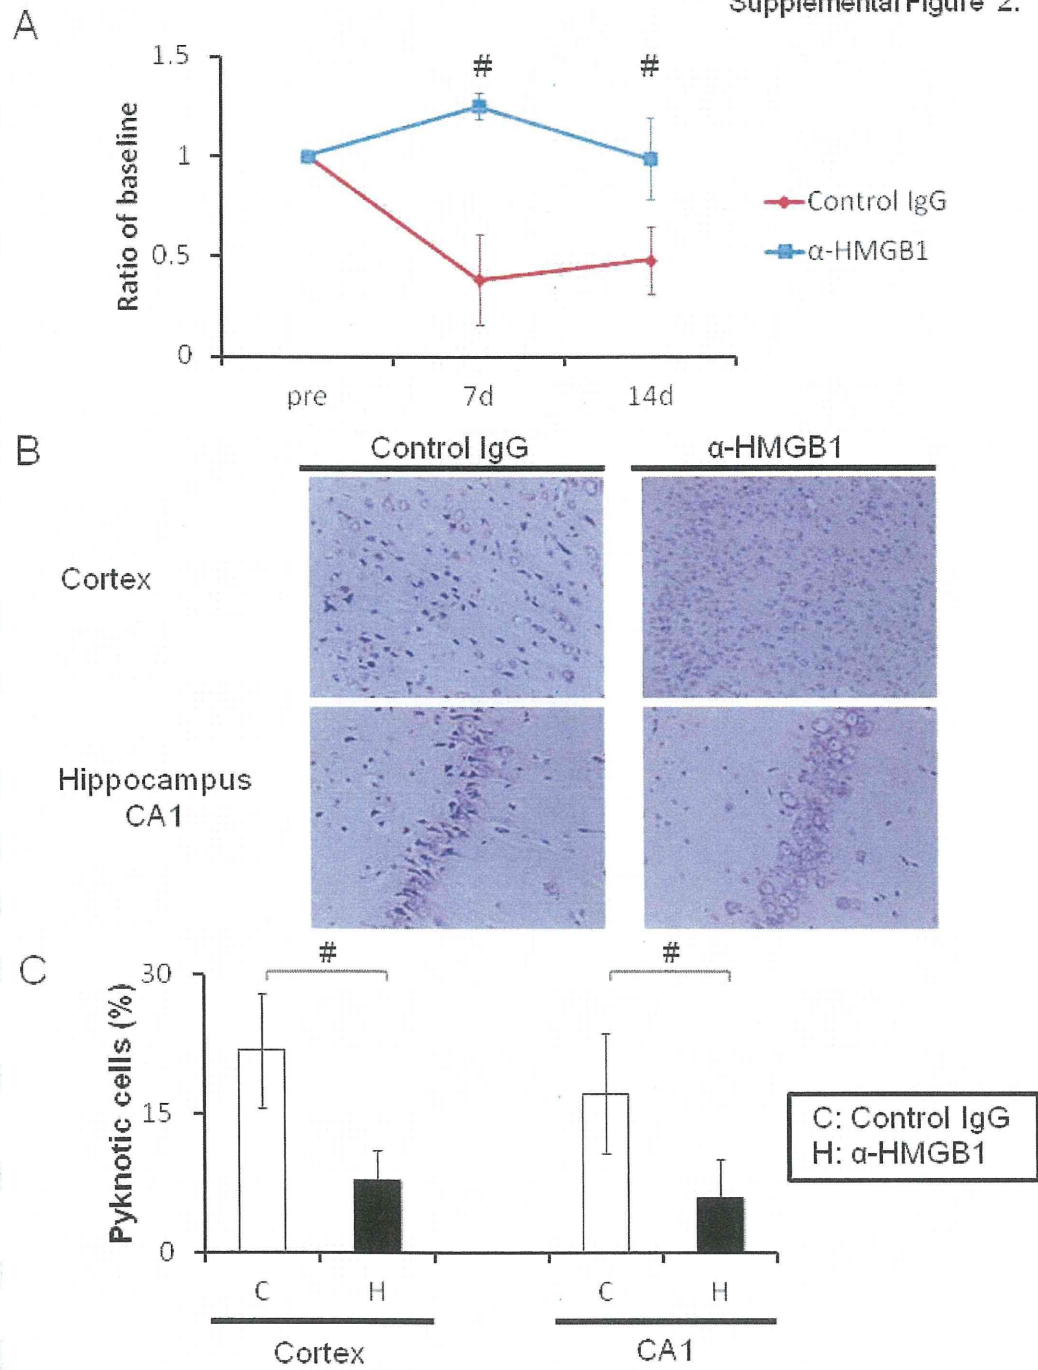 Supplemental Figure 2.
A
1.5
#
#
1
Ratio of baseline
Control IgG
α-HMGB1
0.5
0
pre
7d
14d
B
Control IgG
α-HMGB1
Cortex
Hippocampus
CA1
C
#
#
30
Pyknotic cells (%)
15
C: Control IgG
H: α-HMGB1
0
C
H
C
H
Cortex
CA1